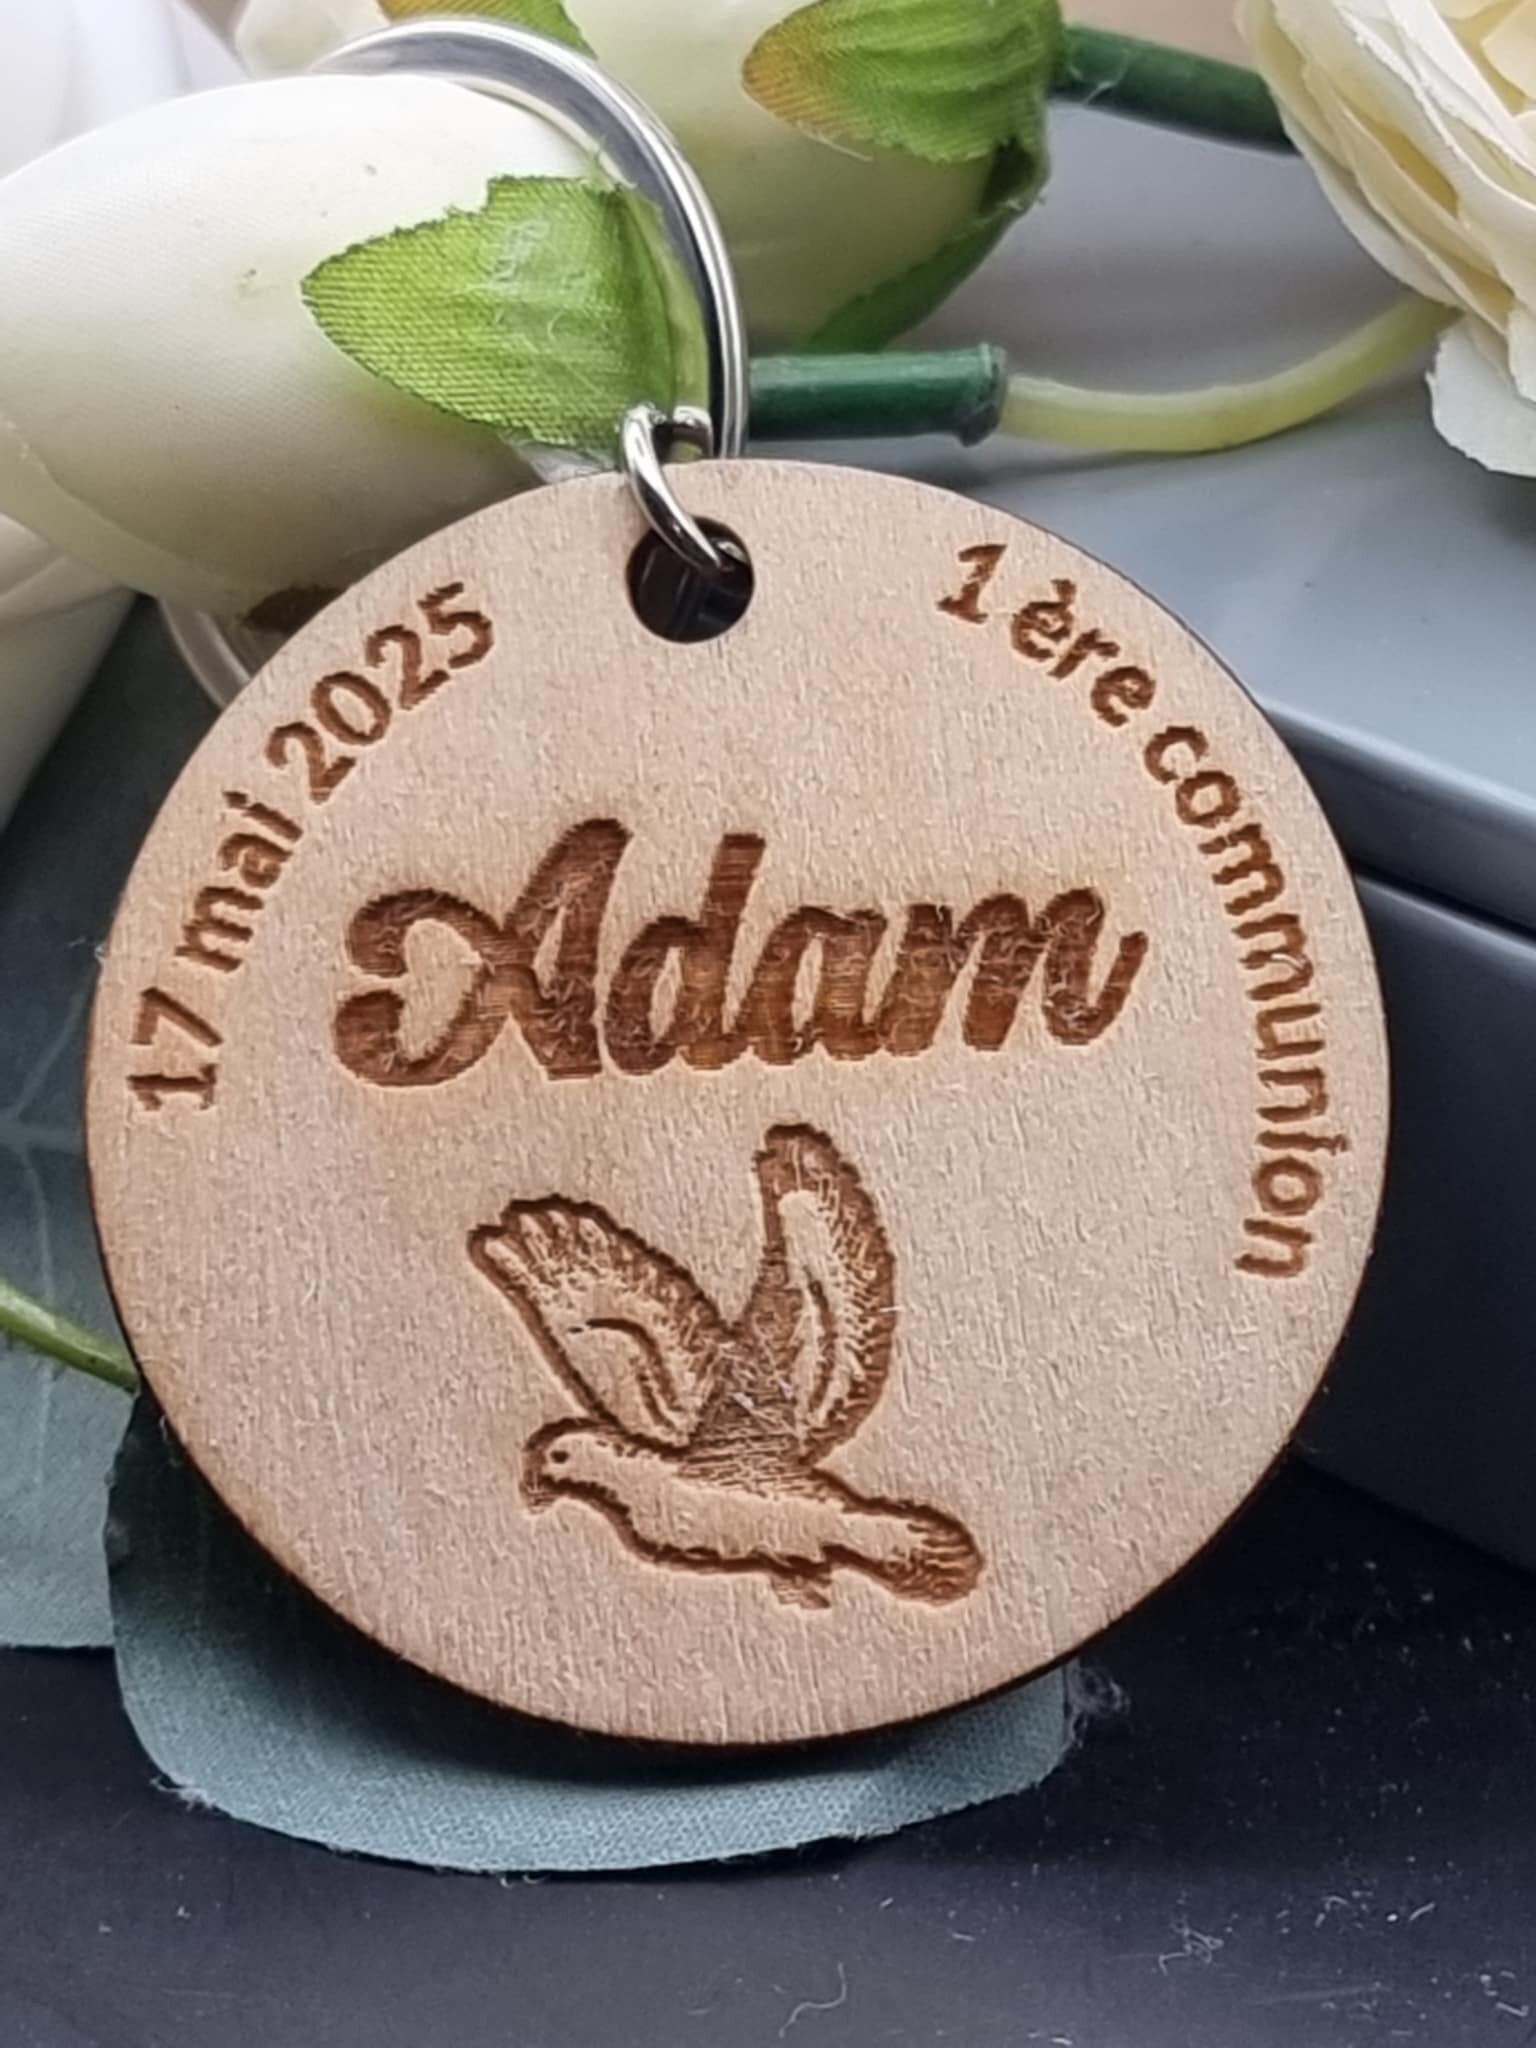 17 mai 2025
1 ère communion
Adam